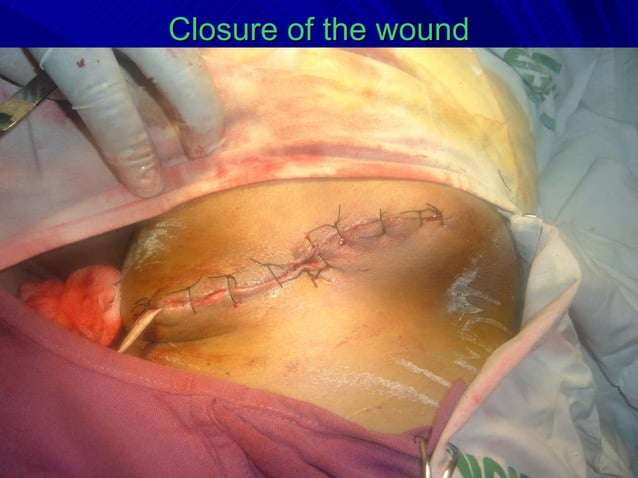 Closure of the wound